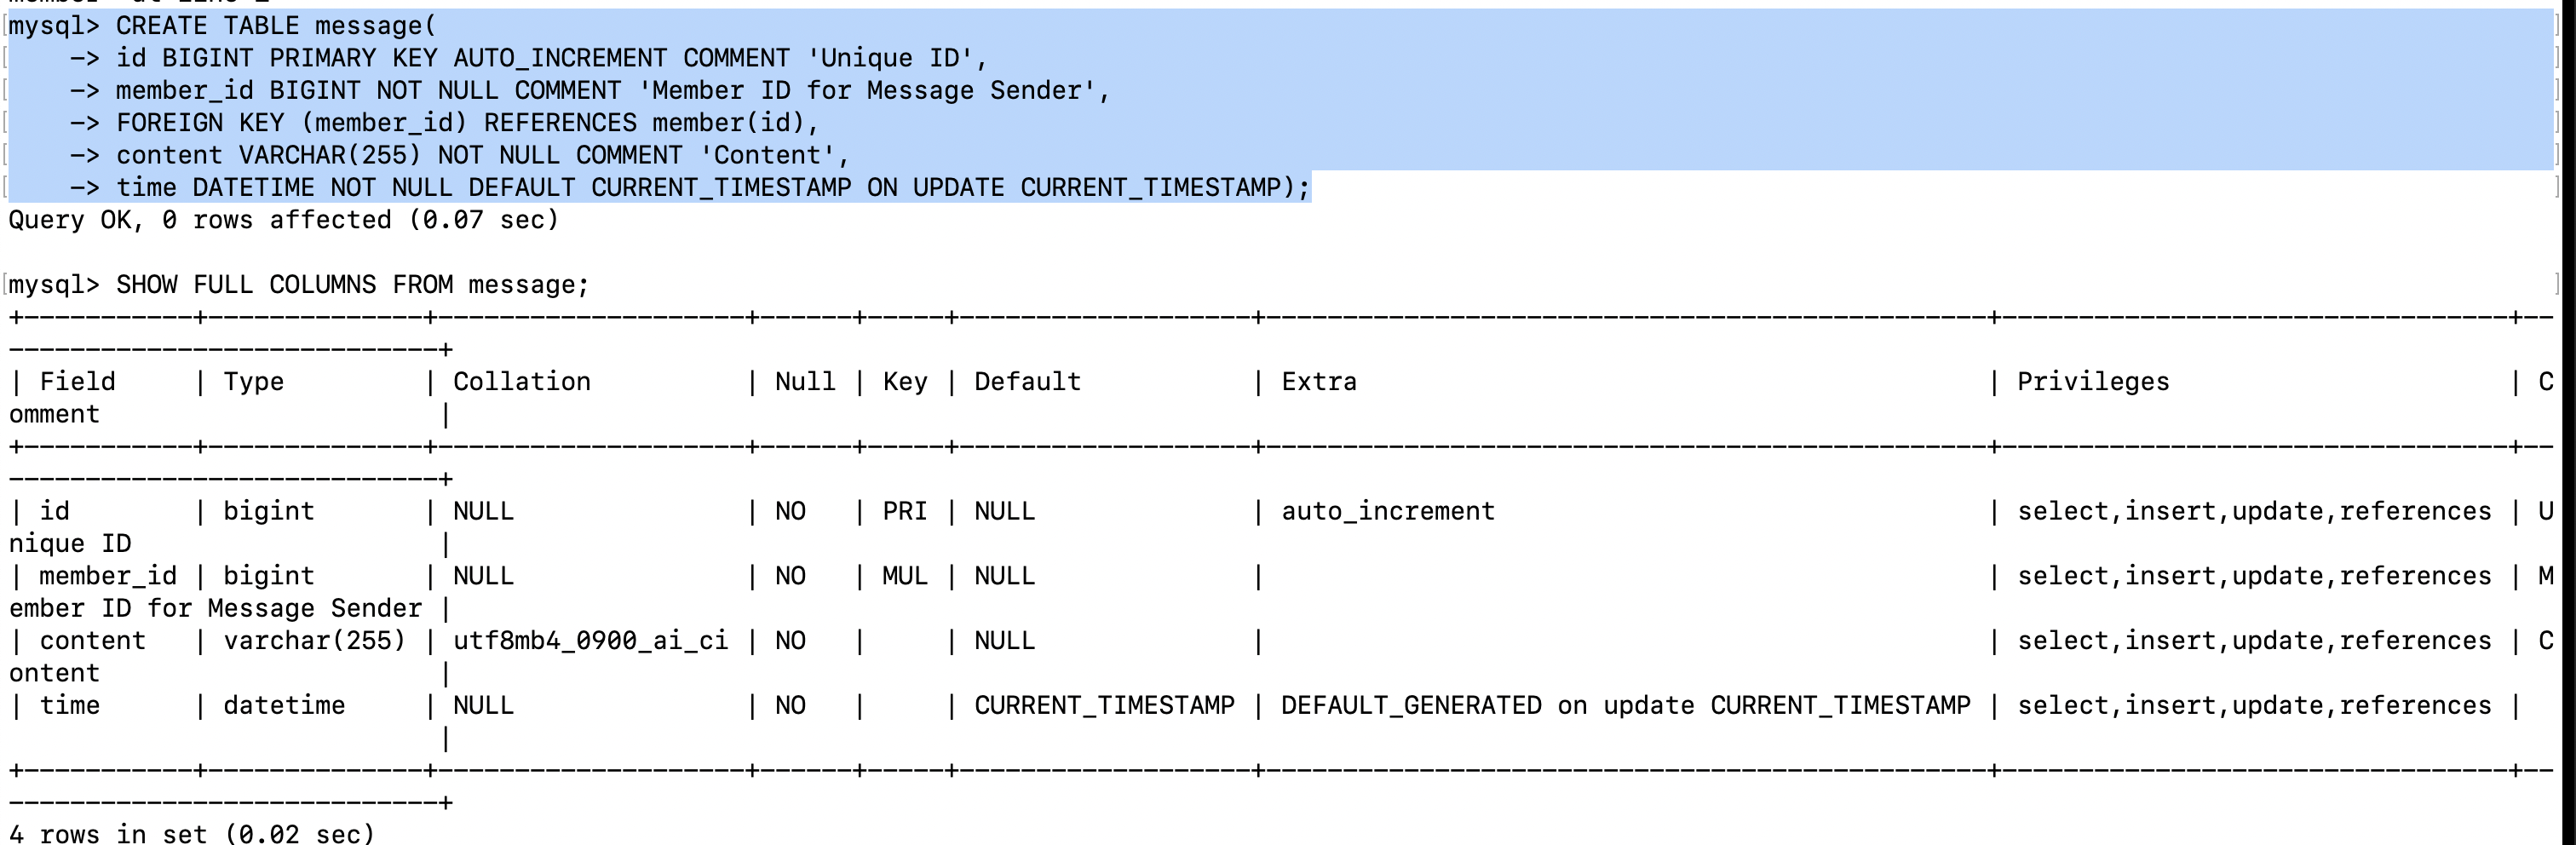 mysql> CREATE TABLE message(
    -> id BIGINT PRIMARY KEY AUTO_INCREMENT COMMENT 'Unique ID',
    -> member_id BIGINT NOT NULL COMMENT 'Member ID for Message Sender',
    -> FOREIGN KEY (member_id) REFERENCES member(id),
    -> content VARCHAR(255) NOT NULL COMMENT 'Content',
    -> time DATETIME NOT NULL DEFAULT CURRENT_TIMESTAMP ON UPDATE CURRENT_TIMESTAMP);
Query OK, 0 rows affected (0.07 sec)

mysql> SHOW FULL COLUMNS FROM message;
+-----------+--------------+--------------------+------+-----+-------------------+-----------------------------------------------+---------------------------------+--
----------------------------+
| Field     | Type         | Collation          | Null | Key | Default           | Extra                                         | Privileges                      | C
omment                      |
+-----------+--------------+--------------------+------+-----+-------------------+-----------------------------------------------+---------------------------------+--
----------------------------+
| id        | bigint       | NULL               | NO   | PRI | NULL              | auto_increment                                | select,insert,update,references | U
nique ID                    |
| member_id | bigint       | NULL               | NO   | MUL | NULL              |                                               | select,insert,update,references | M
ember ID for Message Sender |
| content   | varchar(255) | utf8mb4_0900_ai_ci | NO   |     | NULL              |                                               | select,insert,update,references | C
ontent                      |
| time      | datetime     | NULL               | NO   |     | CURRENT_TIMESTAMP | DEFAULT_GENERATED on update CURRENT_TIMESTAMP | select,insert,update,references |
                            |
+-----------+--------------+--------------------+------+-----+-------------------+-----------------------------------------------+---------------------------------+--
----------------------------+
4 rows in set (0.02 sec)